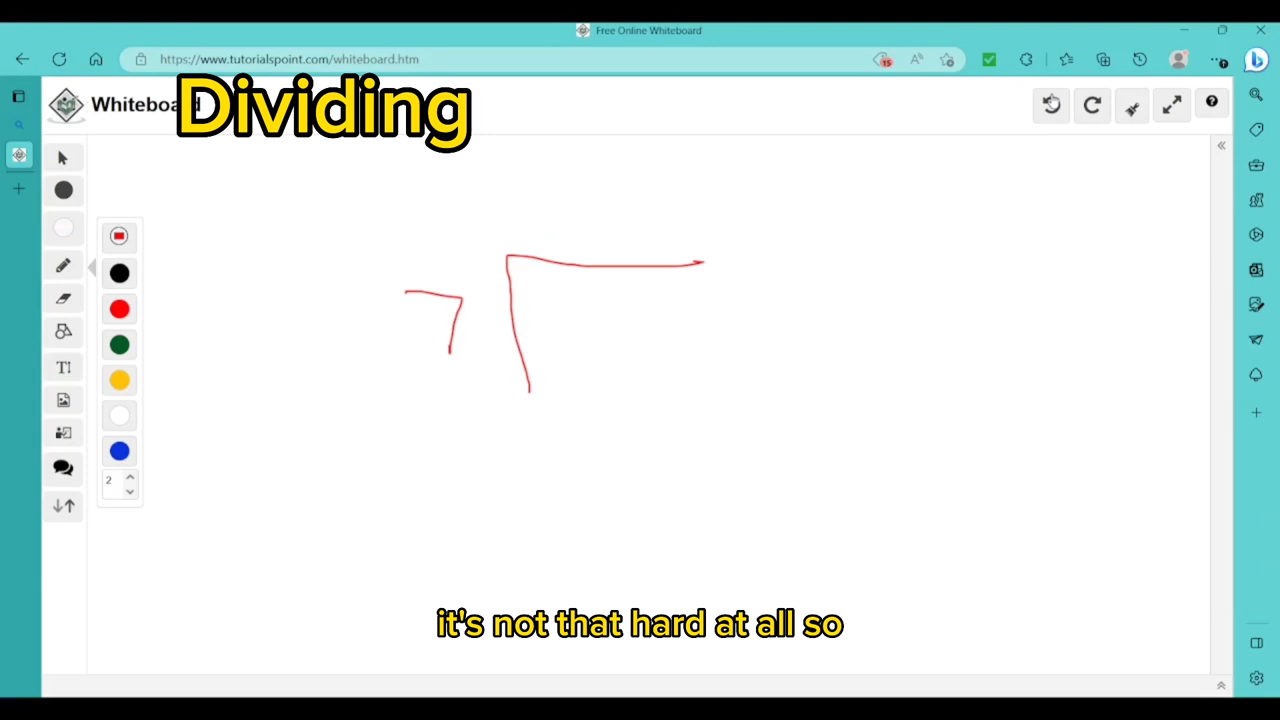 Free Online Whiteboard
https://www.tutorialspoint.com/whiteboard.htm
15
Dividing
Whiteboard
7
2
it's not that hard at all so